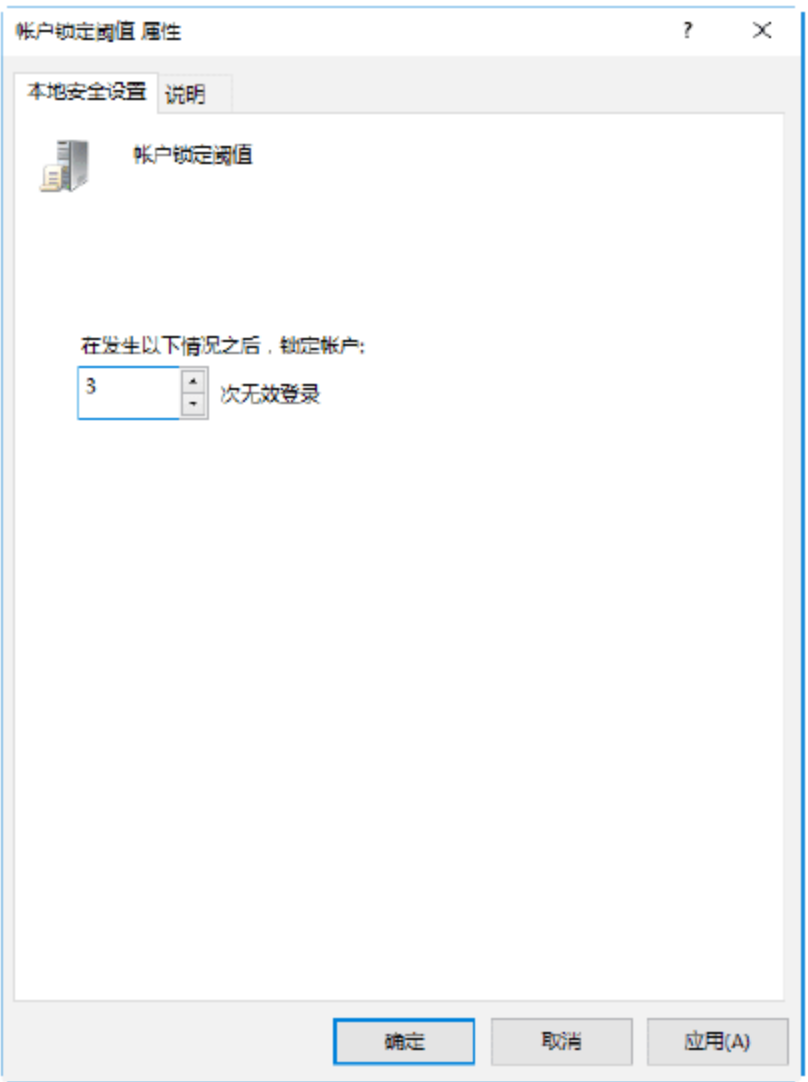 帐户锁定阈值 属性 ? ×
本地安全设置 说明
帐户锁定阈值
在发生以下情况之后，锁定帐户:
3 次无效登录
确定 取消 应用(A)